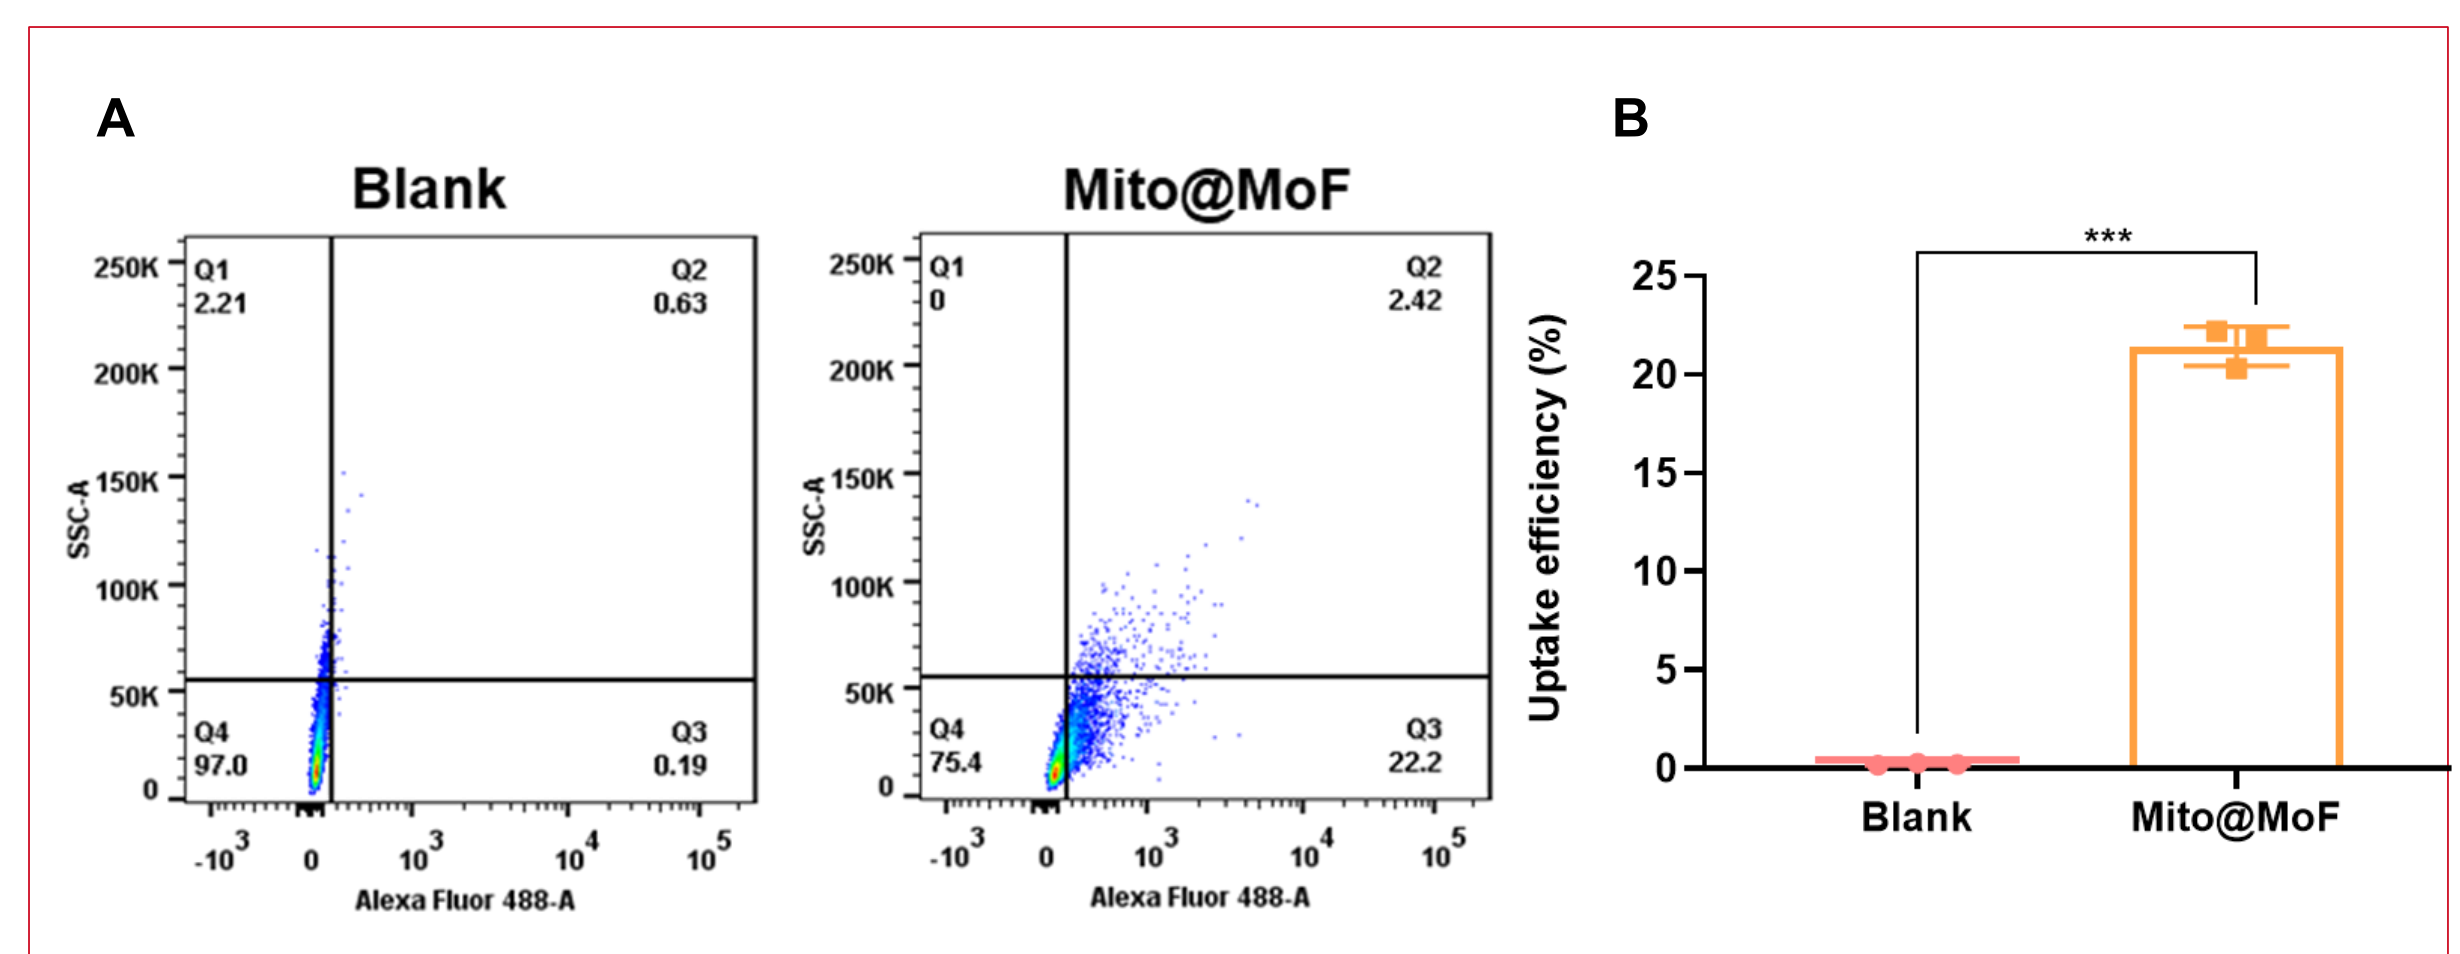 A
Blank
Q1
2.21
Q2
0.63
Q4
97.0
Q3
0.19
250K
200K
150K
100K
50K
0
SSC-A
-10^3
0
10^3
10^4
10^5
Alexa Fluor 488-A
Mito@MoF
Q1
0
Q2
2.42
Q4
75.4
Q3
22.2
250K
200K
150K
100K
50K
0
SSC-A
-10^3
0
10^3
10^4
10^5
Alexa Fluor 488-A
B
***
25
20
15
10
5
0
Uptake efficiency (%)
Blank
Mito@MoF